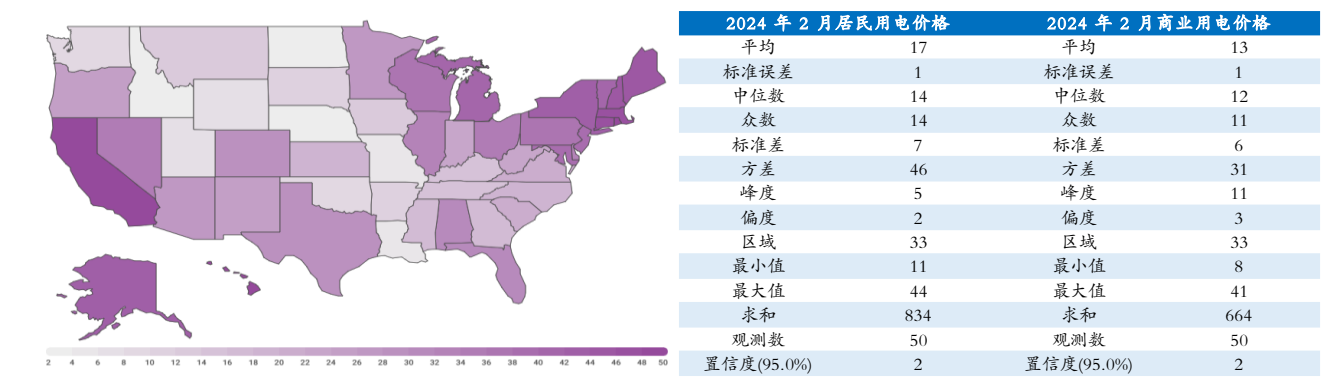 2 4 6 8 10 12 14 16 18 20 22 24 26 28 30 32 34 36 38 40 42 44 46 48 50
2024 年 2 月居民用电价格 2024 年 2 月商业用电价格
平均 17 平均 13
标准误差 1 标准误差 1
中位数 14 中位数 12
众数 14 众数 11
标准差 7 标准差 6
方差 46 方差 31
峰度 5 峰度 11
偏度 2 偏度 3
区域 33 区域 33
最小值 11 最小值 8
最大值 44 最大值 41
求和 834 求和 664
观测数 50 观测数 50
置信度(95.0%) 2 置信度(95.0%) 2